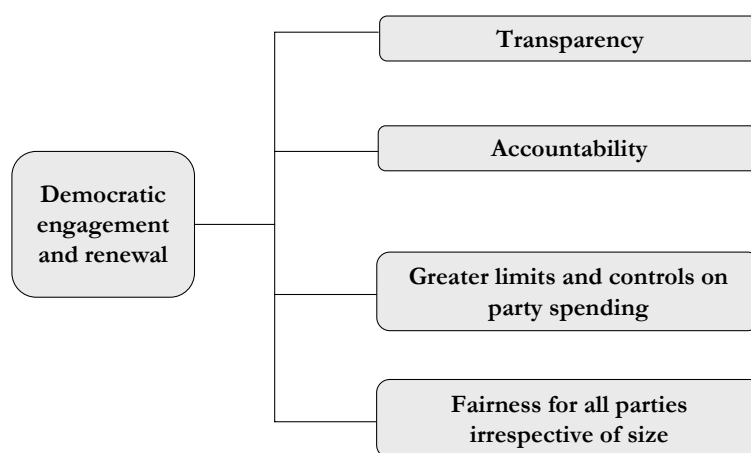 Transparency
Accountability
Democratic
engagement
and renewal
Greater limits and controls on
party spending
Fairness for all parties
irrespective of size